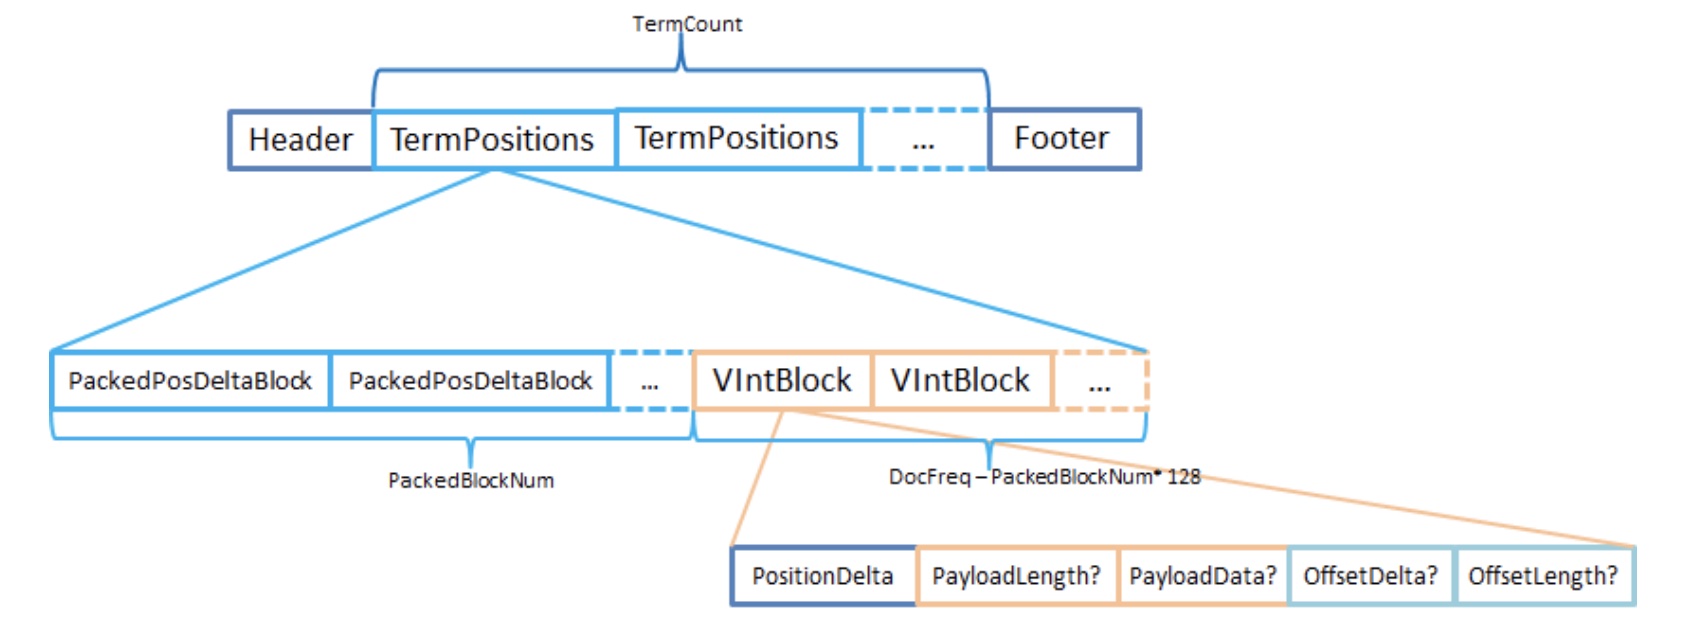 TermCount
Header TermPositions TermPositions ... Footer
PackedPosDeltaBlock PackedPosDeltaBlock ... VIntBlock VIntBlock ...
PackedBlockNum DocFreq – PackedBlockNum* 128
PositionDelta PayloadLength? PayloadData? OffsetDelta? OffsetLength?